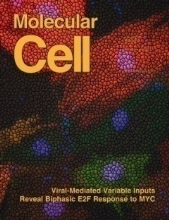 Molecular
Cell
Viral-Mediated Variable Inputs
Reveal Biphasic E2F Response to MYC